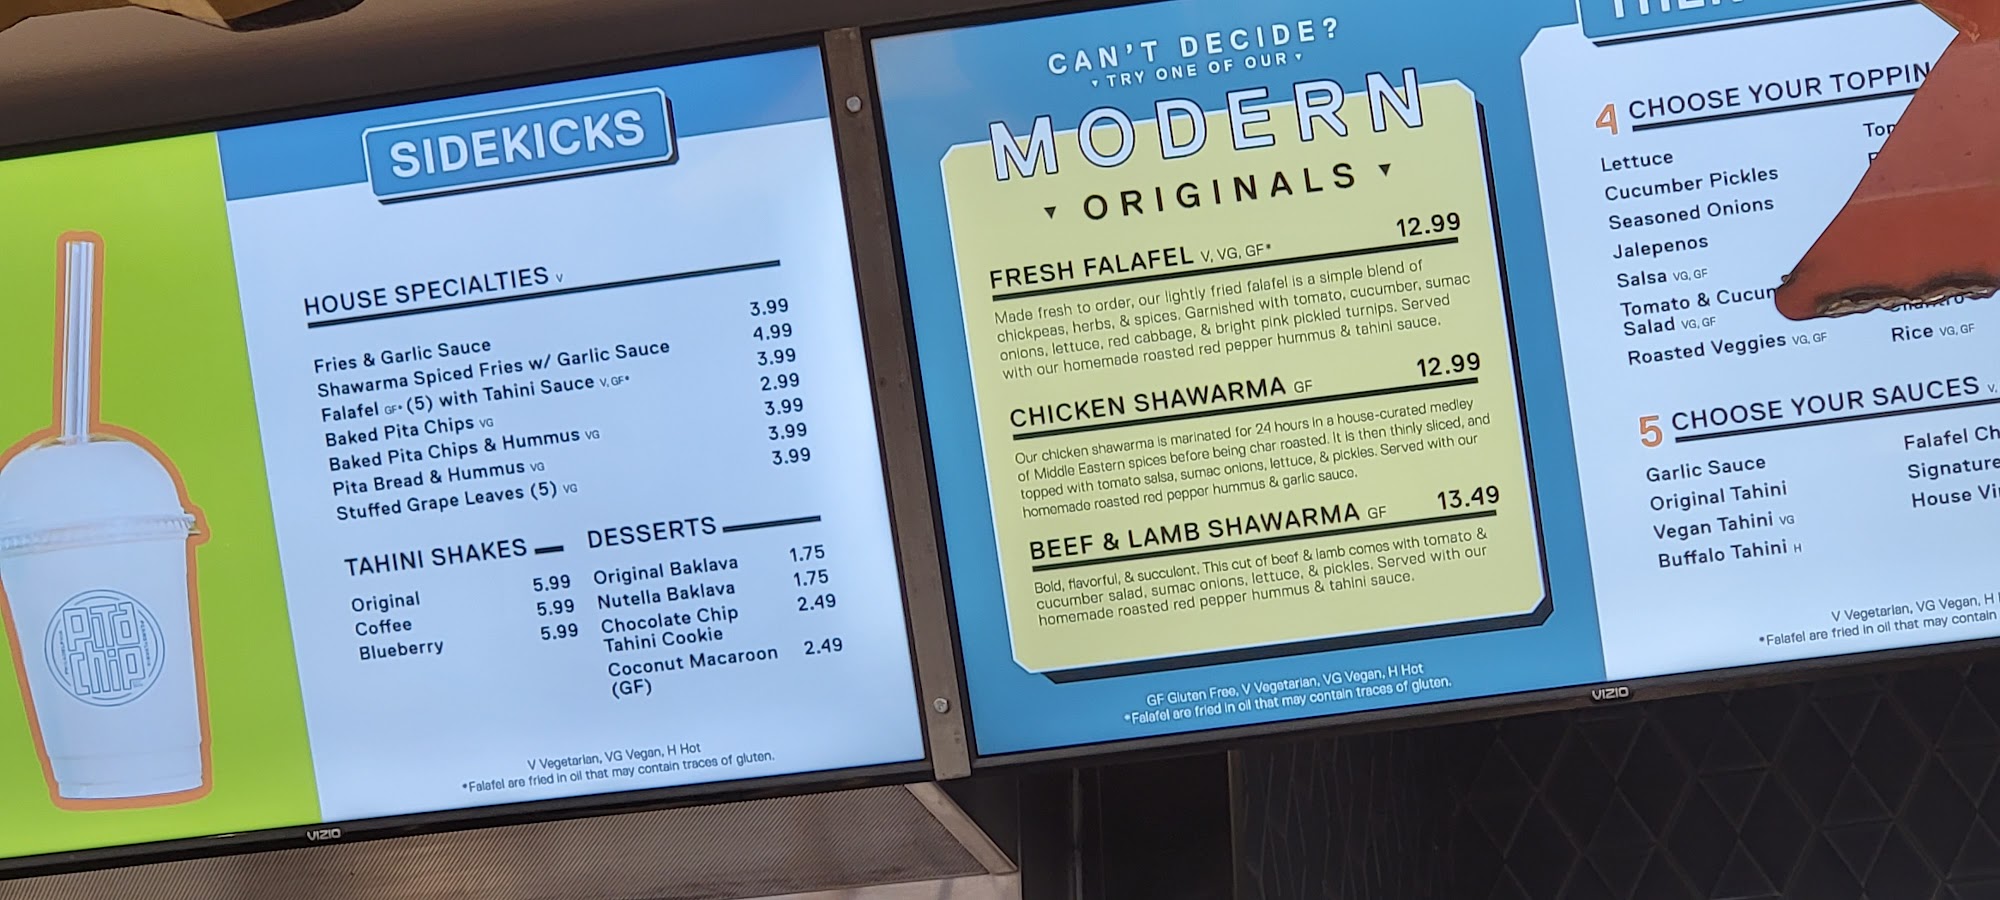 SIDEKICKS
HOUSE SPECIALTIES V
Fries & Garlic Sauce 3.99
Shawarma Spiced Fries w/ Garlic Sauce 4.99
Falafel GF* (5) with Tahini Sauce V, GF* 3.99
Baked Pita Chips VG 2.99
Baked Pita Chips & Hummus VG 3.99
Pita Bread & Hummus VG 3.99
Stuffed Grape Leaves (5) VG 3.99
TAHINI SHAKES
Original 5.99
Coffee 5.99
Blueberry 5.99
DESSERTS
Original Baklava 1.75
Nutella Baklava 1.75
Chocolate Chip 2.49
Tahini Cookie
Coconut Macaroon 2.49
(GF)
V Vegetarian, VG Vegan, H Hot
*Falafel are fried in oil that may contain traces of gluten.
PITA
CHIP
VIZIO
CAN'T DECIDE?
TRY ONE OF OUR
MODERN
ORIGINALS
FRESH FALAFEL V, VG, GF* 12.99
Made fresh to order, our lightly fried falafel is a simple blend of
chickpeas, herbs, & spices. Garnished with tomato, cucumber, sumac
onions, lettuce, red cabbage, & bright pink pickled turnips. Served
with our homemade roasted red pepper hummus & tahini sauce.
CHICKEN SHAWARMA GF 12.99
Our chicken shawarma is marinated for 24 hours in a house-curated medley
of Middle Eastern spices before being char roasted. It is then thinly sliced, and
topped with tomato salsa, sumac onions, lettuce, & pickles. Served with our
homemade roasted red pepper hummus & garlic sauce.
BEEF & LAMB SHAWARMA GF 13.49
Bold, flavorful, & succulent. This cut of beef & lamb comes with tomato &
cucumber salad, sumac onions, lettuce, & pickles. Served with our
homemade roasted red pepper hummus & tahini sauce.
GF Gluten Free, V Vegetarian, VG Vegan, H Hot
*Falafel are fried in oil that may contain traces of gluten.
4 CHOOSE YOUR TOPPIN
Lettuce
Cucumber Pickles
Seasoned Onions
Jalepenos
Salsa VG, GF
Tomato & Cucum
Salad VG, GF
Roasted Veggies VG, GF
Rice VG, GF
5 CHOOSE YOUR SAUCES V,
Garlic Sauce
Original Tahini
Vegan Tahini VG
Buffalo Tahini H
Falafel Ch
Signature
House Vi
V Vegetarian, VG Vegan, H
*Falafel are fried in oil that may contain
VIZIO